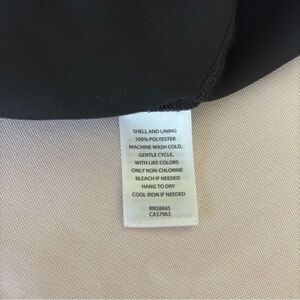 SHELL AND LINING
100% POLYESTER
MACHINE WASH COLD,
GENTLE CYCLE,
WITH LIKE COLORS
ONLY NON-CHLORINE
BLEACH IF NEEDED
HANG TO DRY
COOL IRON IF NEEDED
RN58665
CA57963